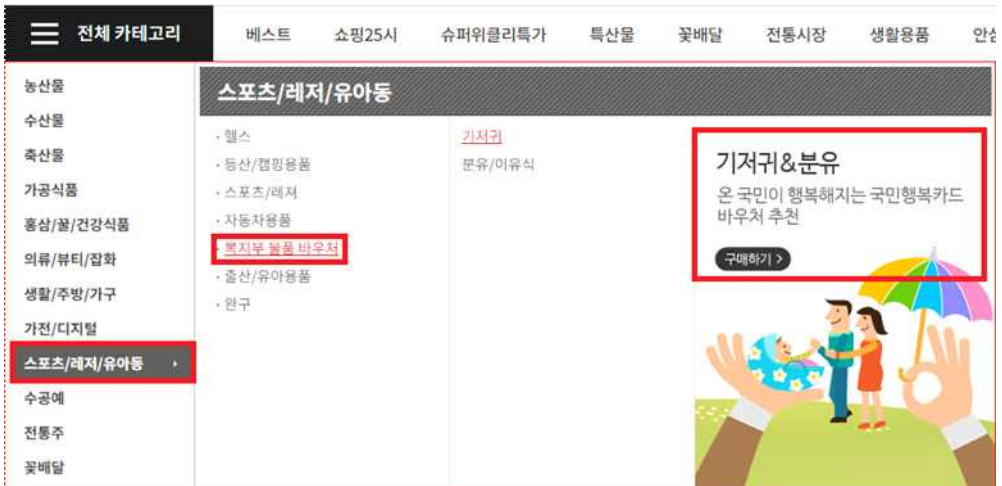 전체 카테고리
베스트
쇼핑25시
슈퍼위클리특가
특산물
꽃배달
전통시장
생활용품
농산물
수산물
축산물
가공식품
홍삼/꿀/건강식품
의류/뷰티/잡화
생활/주방/가구
가전/디지털
스포츠/레저/유아동
수공예
전통주
꽃배달
스포츠/레저/유아동
· 헬스
· 등산/캠핑용품
· 스포츠/레져
· 자동차용품
· 복지부 물품 바우처
· 출산/유아용품
· 완구
기저귀
분유/이유식
기저귀&분유
온 국민이 행복해지는 국민행복카드
바우처 추천
구매하기 >